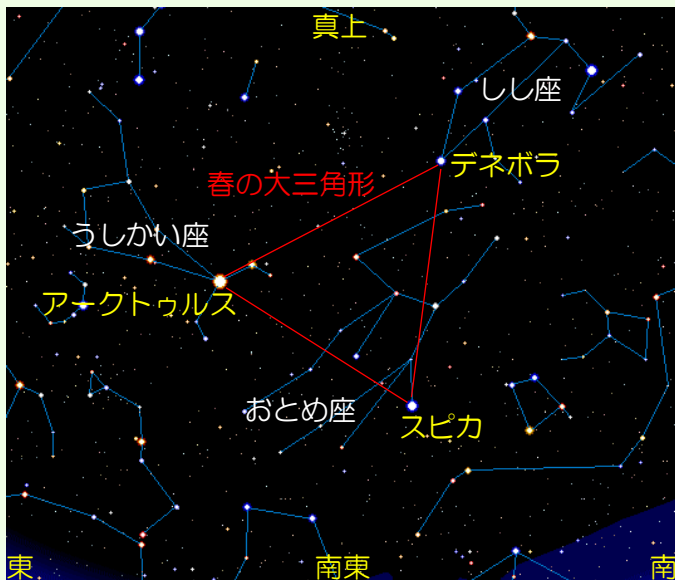 真上
しし座
デネボラ
春の大三角形
うしかい座
アークトゥルス
おとめ座
スピカ
東
南東
南